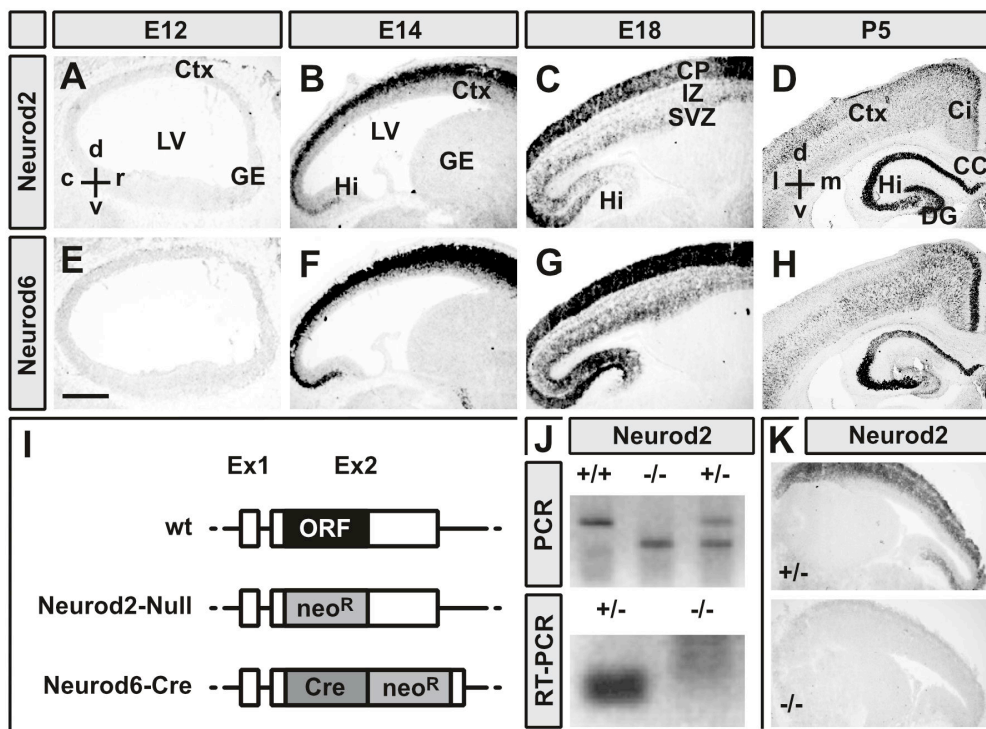 E12 E14 E18 P5
Neurod2
A Ctx LV GE d c r v
B Ctx LV GE Hi
C CP IZ SVZ Hi
D Ctx Ci CC Hi DG d l m v
Neurod6
E
F
G
H
I
Ex1 Ex2
wt ORF
Neurod2-Null neoR
Neurod6-Cre Cre neoR
J Neurod2
+/+ -/- +/-
PCR
+/- -/-
RT-PCR
K Neurod2
+/-
-/-